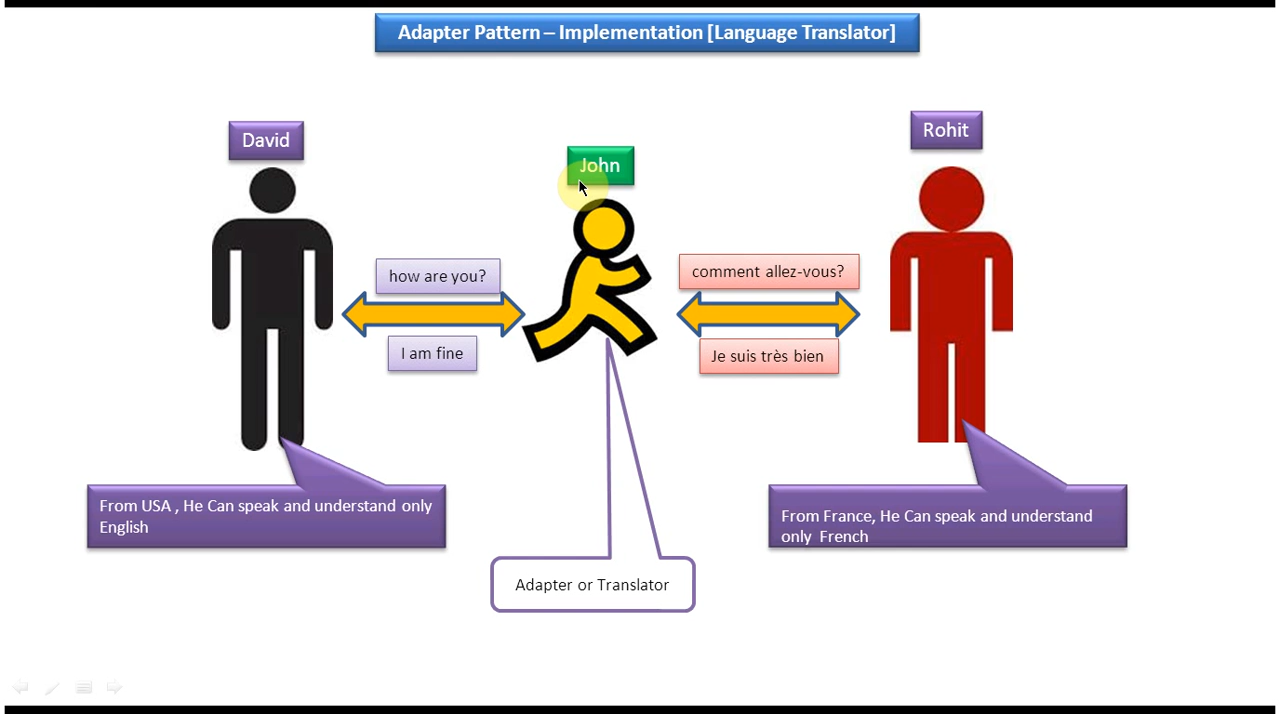 Adapter Pattern – Implementation [Language Translator]
David
John
Rohit
how are you?
comment allez-vous?
I am fine
Je suis très bien
From USA , He Can speak and understand only
English
From France, He Can speak and understand
only French
Adapter or Translator